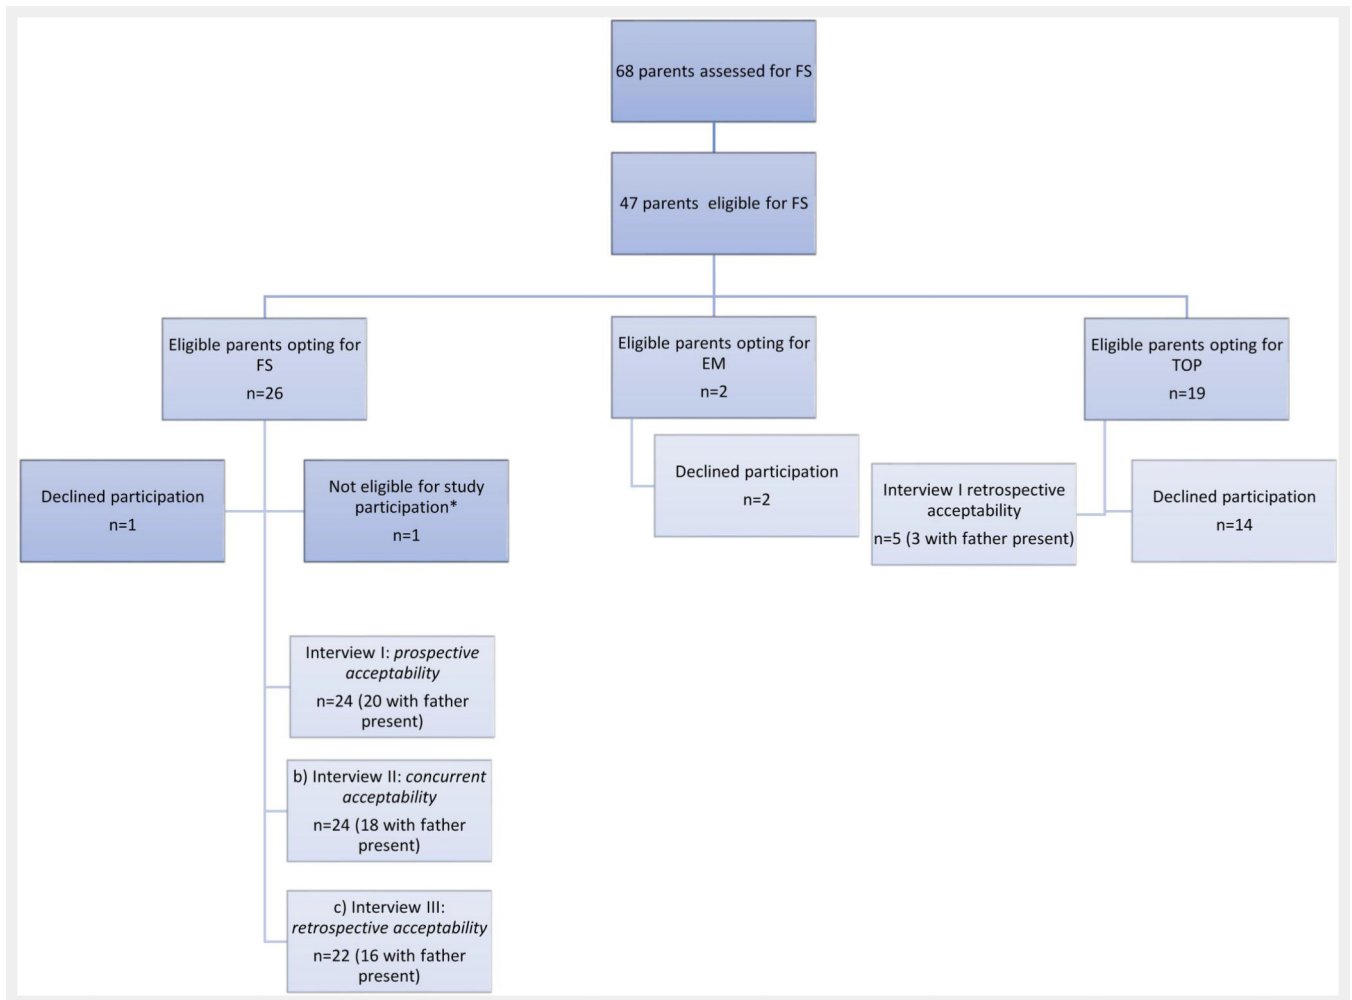 68 parents assessed for FS
47 parents eligible for FS
Eligible parents opting for
FS
n=26
Eligible parents opting for
EM
n=2
Eligible parents opting for
TOP
n=19
Declined participation
n=1
Not eligible for study
participation*
n=1
Declined participation
n=2
Interview I retrospective
acceptability
n=5 (3 with father present)
Declined participation
n=14
Interview I: prospective
acceptability
n=24 (20 with father
present)
b) Interview II: concurrent
acceptability
n=24 (18 with father
present)
c) Interview III:
retrospective acceptability
n=22 (16 with father
present)